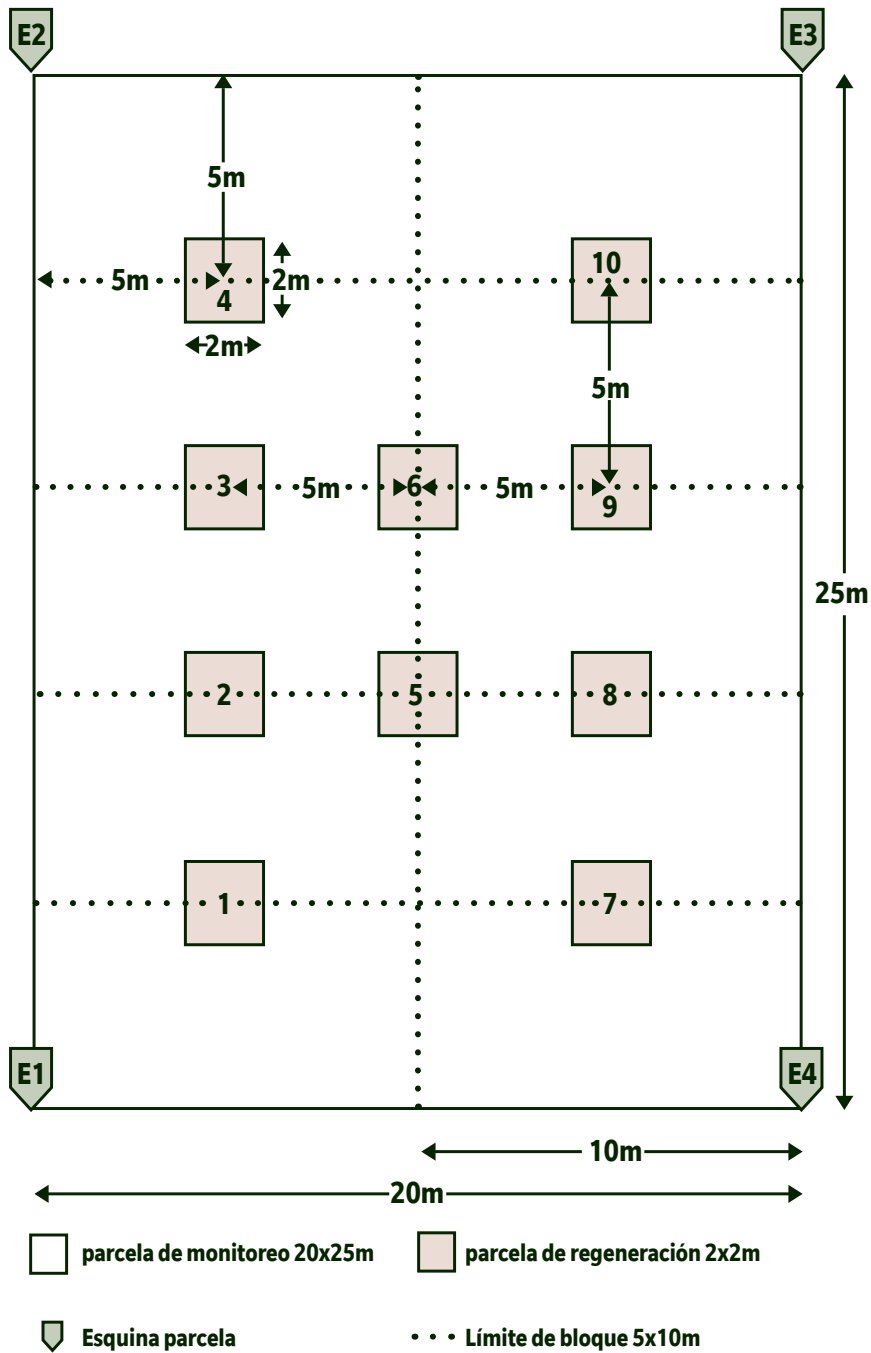 E2
E3
5m
10
5m
2m
4
2m
5m
3
5m
6
5m
9
25m
2
5
8
1
7
E1
E4
10m
20m
parcela de monitoreo 20x25m
parcela de regeneración 2x2m
Esquina parcela
Límite de bloque 5x10m